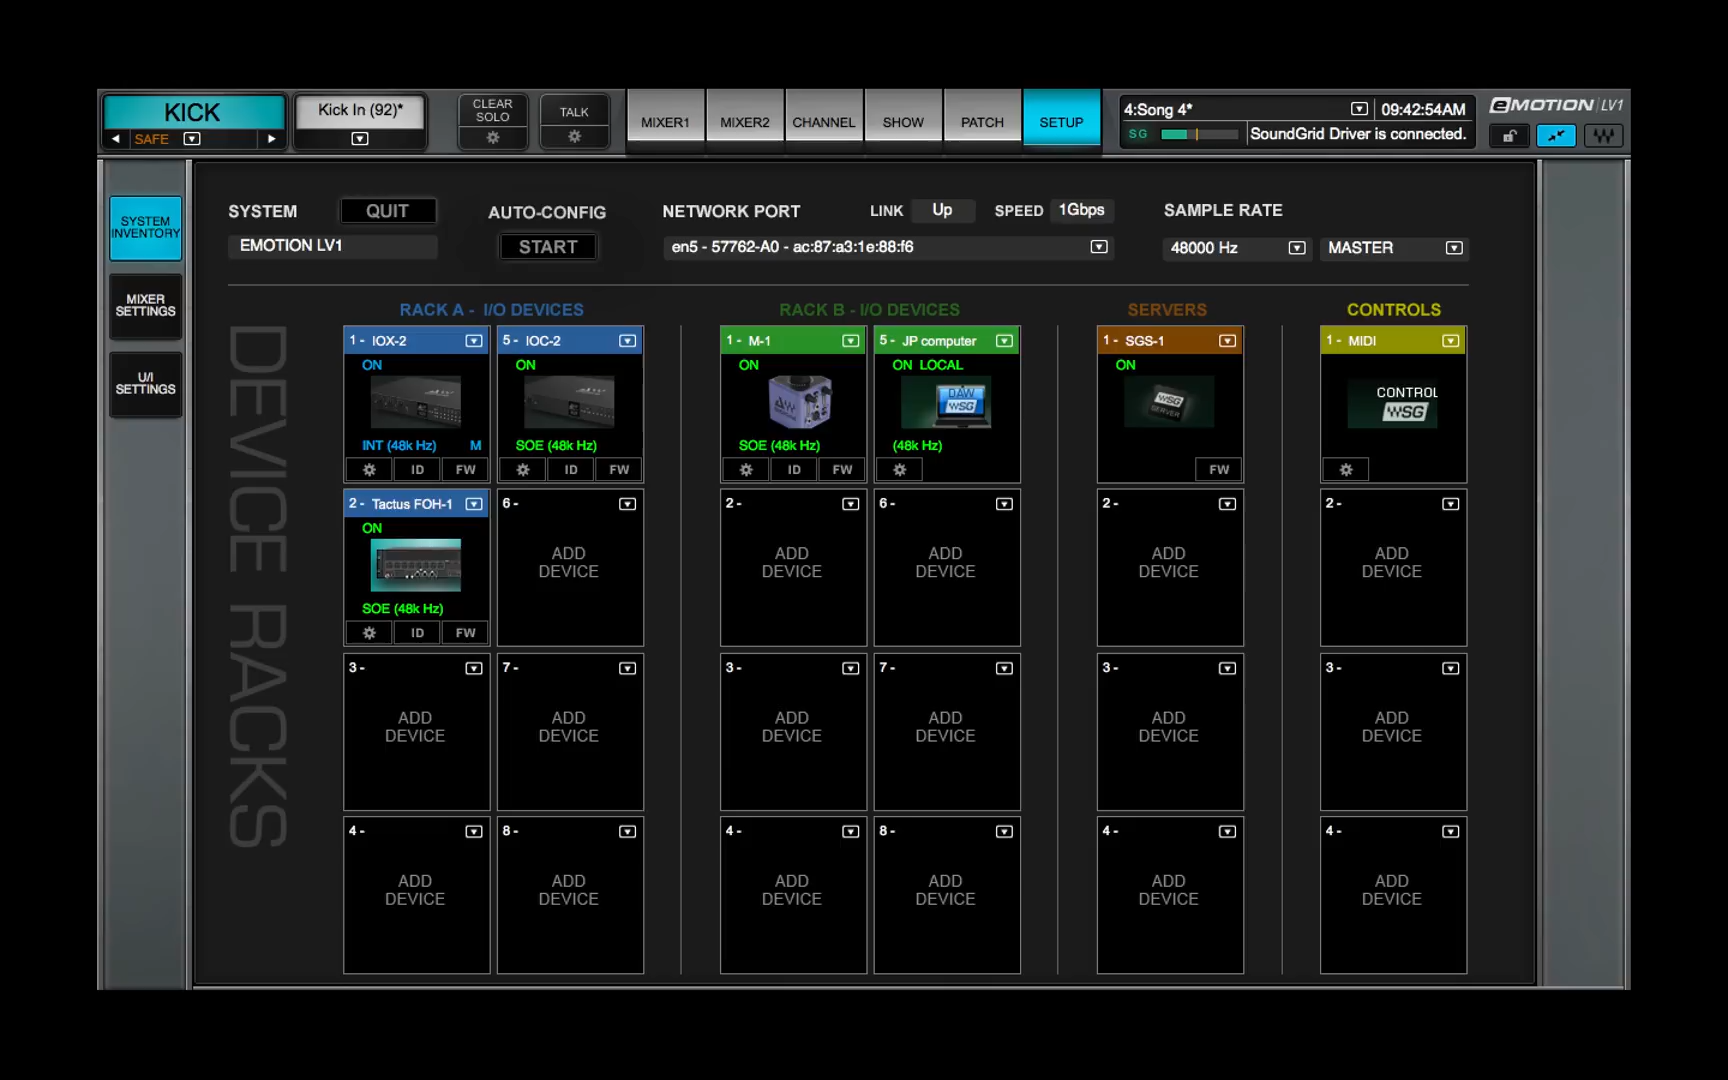 KICK
SAFE
Kick In (92)*
CLEAR
SOLO
TALK
MIXER1
MIXER2
CHANNEL
SHOW
PATCH
SETUP
4:Song 4*
09:42:54AM
SG
SoundGrid Driver is connected.
eMOTION LV1
SYSTEM
INVENTORY
MIXER
SETTINGS
U/I
SETTINGS
SYSTEM
QUIT
EMOTION LV1
AUTO-CONFIG
START
NETWORK PORT
LINK
Up
SPEED
1Gbps
en5 - 57762-A0 - ac:87:a3:1e:88:f6
SAMPLE RATE
48000 Hz
MASTER
DEVICE RACKS
RACK A - I/O DEVICES
RACK B - I/O DEVICES
SERVERS
CONTROLS
1 - IOX-2
ON
INT (48k Hz) M
ID
FW
5 - IOC-2
ON
SOE (48k Hz)
ID
FW
1 - M-1
ON
SOE (48k Hz)
ID
FW
5 - JP computer
ON LOCAL
DAW
WSG
(48k Hz)
1 - SGS-1
ON
WSG
SERVER
FW
1 - MIDI
CONTROL
WSG
2 - Tactus FOH-1
ON
SOE (48k Hz)
ID
FW
6 -
ADD
DEVICE
2 -
ADD
DEVICE
6 -
ADD
DEVICE
2 -
ADD
DEVICE
2 -
ADD
DEVICE
3 -
ADD
DEVICE
7 -
ADD
DEVICE
3 -
ADD
DEVICE
7 -
ADD
DEVICE
3 -
ADD
DEVICE
3 -
ADD
DEVICE
4 -
ADD
DEVICE
8 -
ADD
DEVICE
4 -
ADD
DEVICE
8 -
ADD
DEVICE
4 -
ADD
DEVICE
4 -
ADD
DEVICE